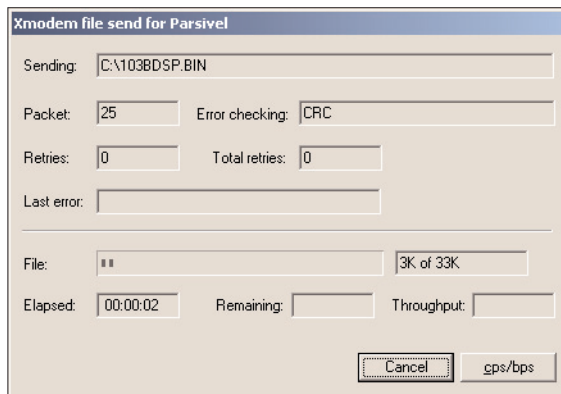 Xmodem file send for Parsivel
Sending: C:\103BDSP.BIN
Packet: 25 Error checking: CRC
Retries: 0 Total retries: 0
Last error:
File: 3K of 33K
Elapsed: 00:00:02 Remaining: Throughput:
Cancel cps/bps